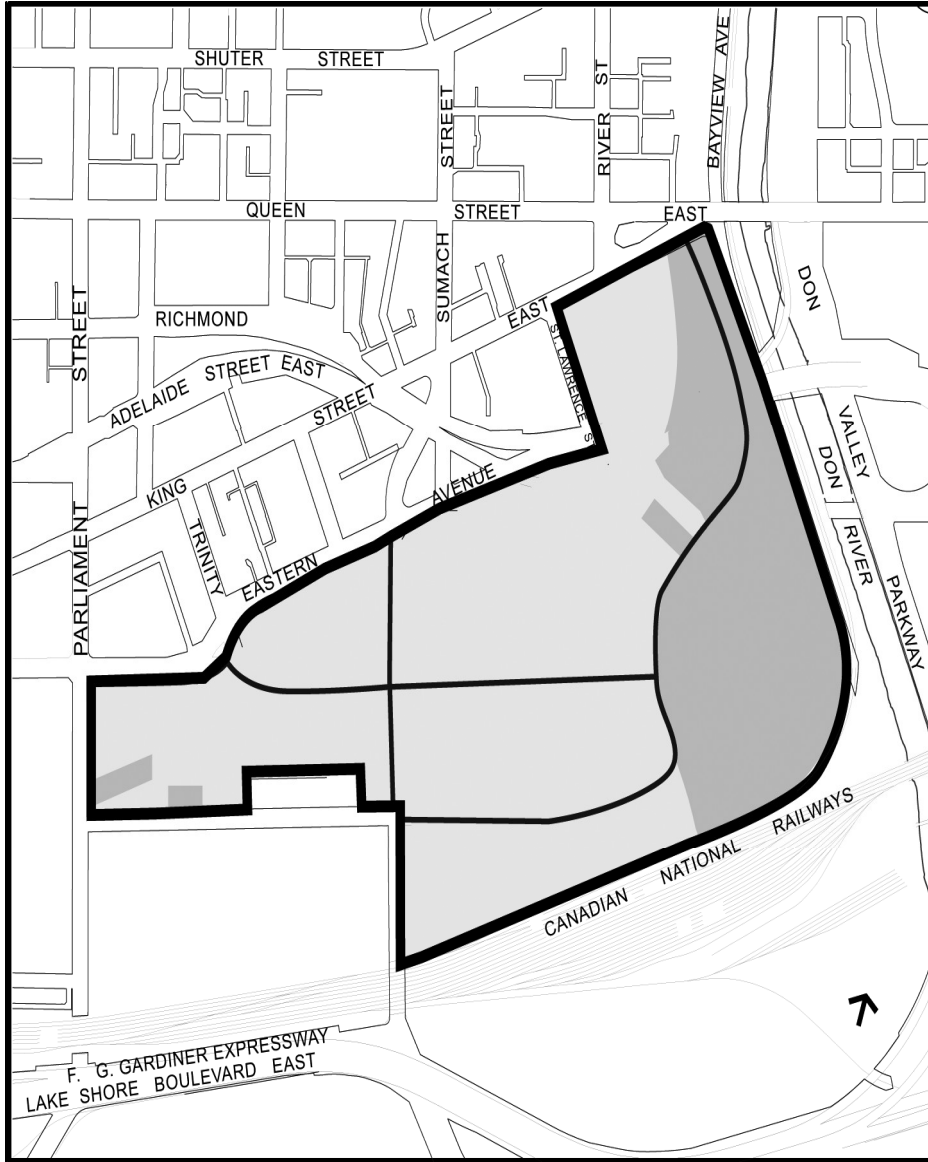 SHUTER STREET
STREET
RIVER ST
BAYVIEW AVE
QUEEN STREET EAST
SUMACH
DON
STREET
RICHMOND
EAST
ST. LAWRENCE S
ADELAIDE STREET EAST
STREET
KING
VALLEY
DON
AVENUE
TRINITY
PARLIAMENT
EASTERN
RIVER
PARKWAY
CANADIAN NATIONAL RAILWAYS
F. G. GARDINER EXPRESSWAY
LAKE SHORE BOULEVARD EAST